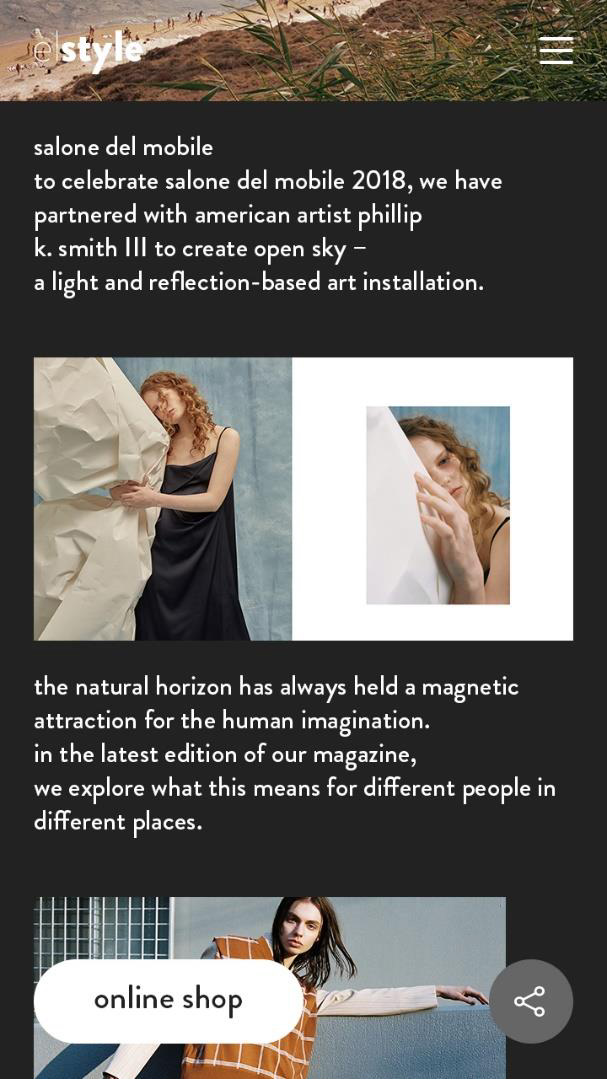 el style
salone del mobile
to celebrate salone del mobile 2018, we have
partnered with american artist phillip
k. smith III to create open sky –
a light and reflection-based art installation.
the natural horizon has always held a magnetic
attraction for the human imagination.
in the latest edition of our magazine,
we explore what this means for different people in
different places.
online shop